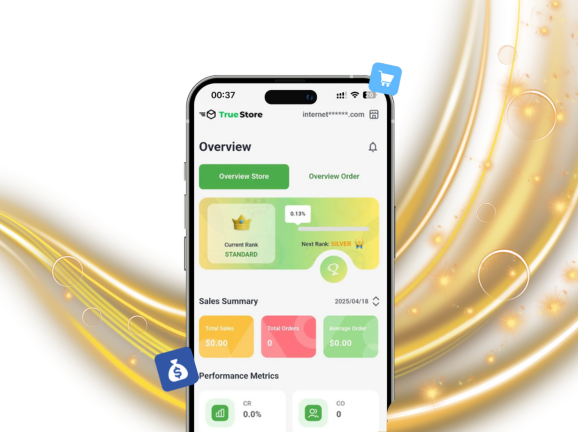 00:37
TrueStore
internet******.com
Overview
Overview Store
Overview Order
0.13%
Current Rank
STANDARD
Next Rank: SILVER
Sales Summary
2025/04/18
Total Sales
$0.00
Total Orders
0
Average Order
$0.00
Performance Metrics
CR
0.0%
CO
0